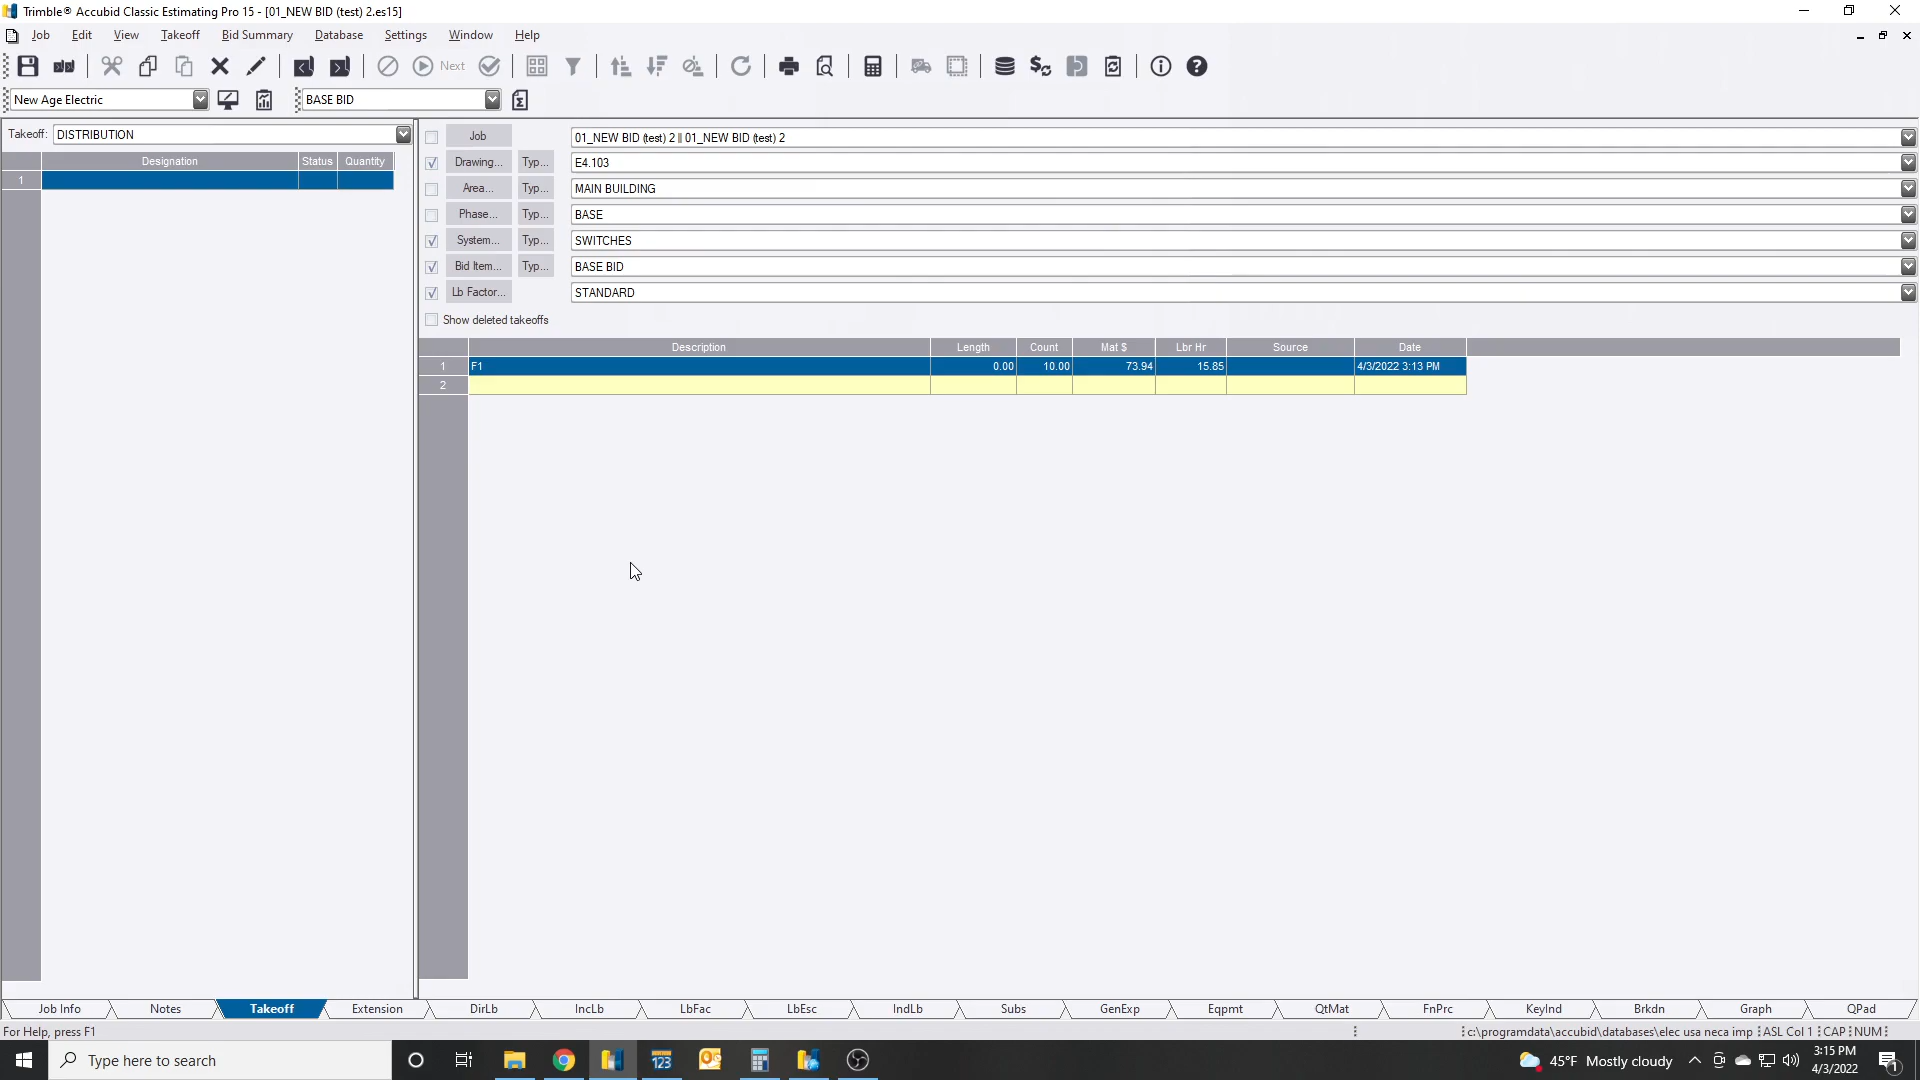 Trimble® Accubid Classic Estimating Pro 15 - [01_NEW BID (test) 2.es15]
Job Edit View Takeoff Bid Summary Database Settings Window Help
Next
New Age Electric BASE BID
Takeoff: DISTRIBUTION
Designation Status Quantity
1
Job 01_NEW BID (test) 2 || 01_NEW BID (test) 2
Drawing... Typ... E4.103
Area... Typ... MAIN BUILDING
Phase... Typ... BASE
System... Typ... SWITCHES
Bid Item... Typ... BASE BID
Lb Factor... STANDARD
Show deleted takeoffs
Description Length Count Mat $ Lbr Hr Source Date
1 F1 0.00 10.00 73.94 15.85 4/3/2022 3:13 PM
2
Job Info Notes Takeoff Extension DirLb IncLb LbFac LbEsc IndLb Subs GenExp Eqpmt QtMat FnPrc KeyInd Brkdn Graph QPad
For Help, press F1 c:\programdata\accubid\databases\elec usa neca imp ASL Col 1 CAP NUM
Type here to search 123 45°F Mostly cloudy 3:15 PM
4/3/2022 1